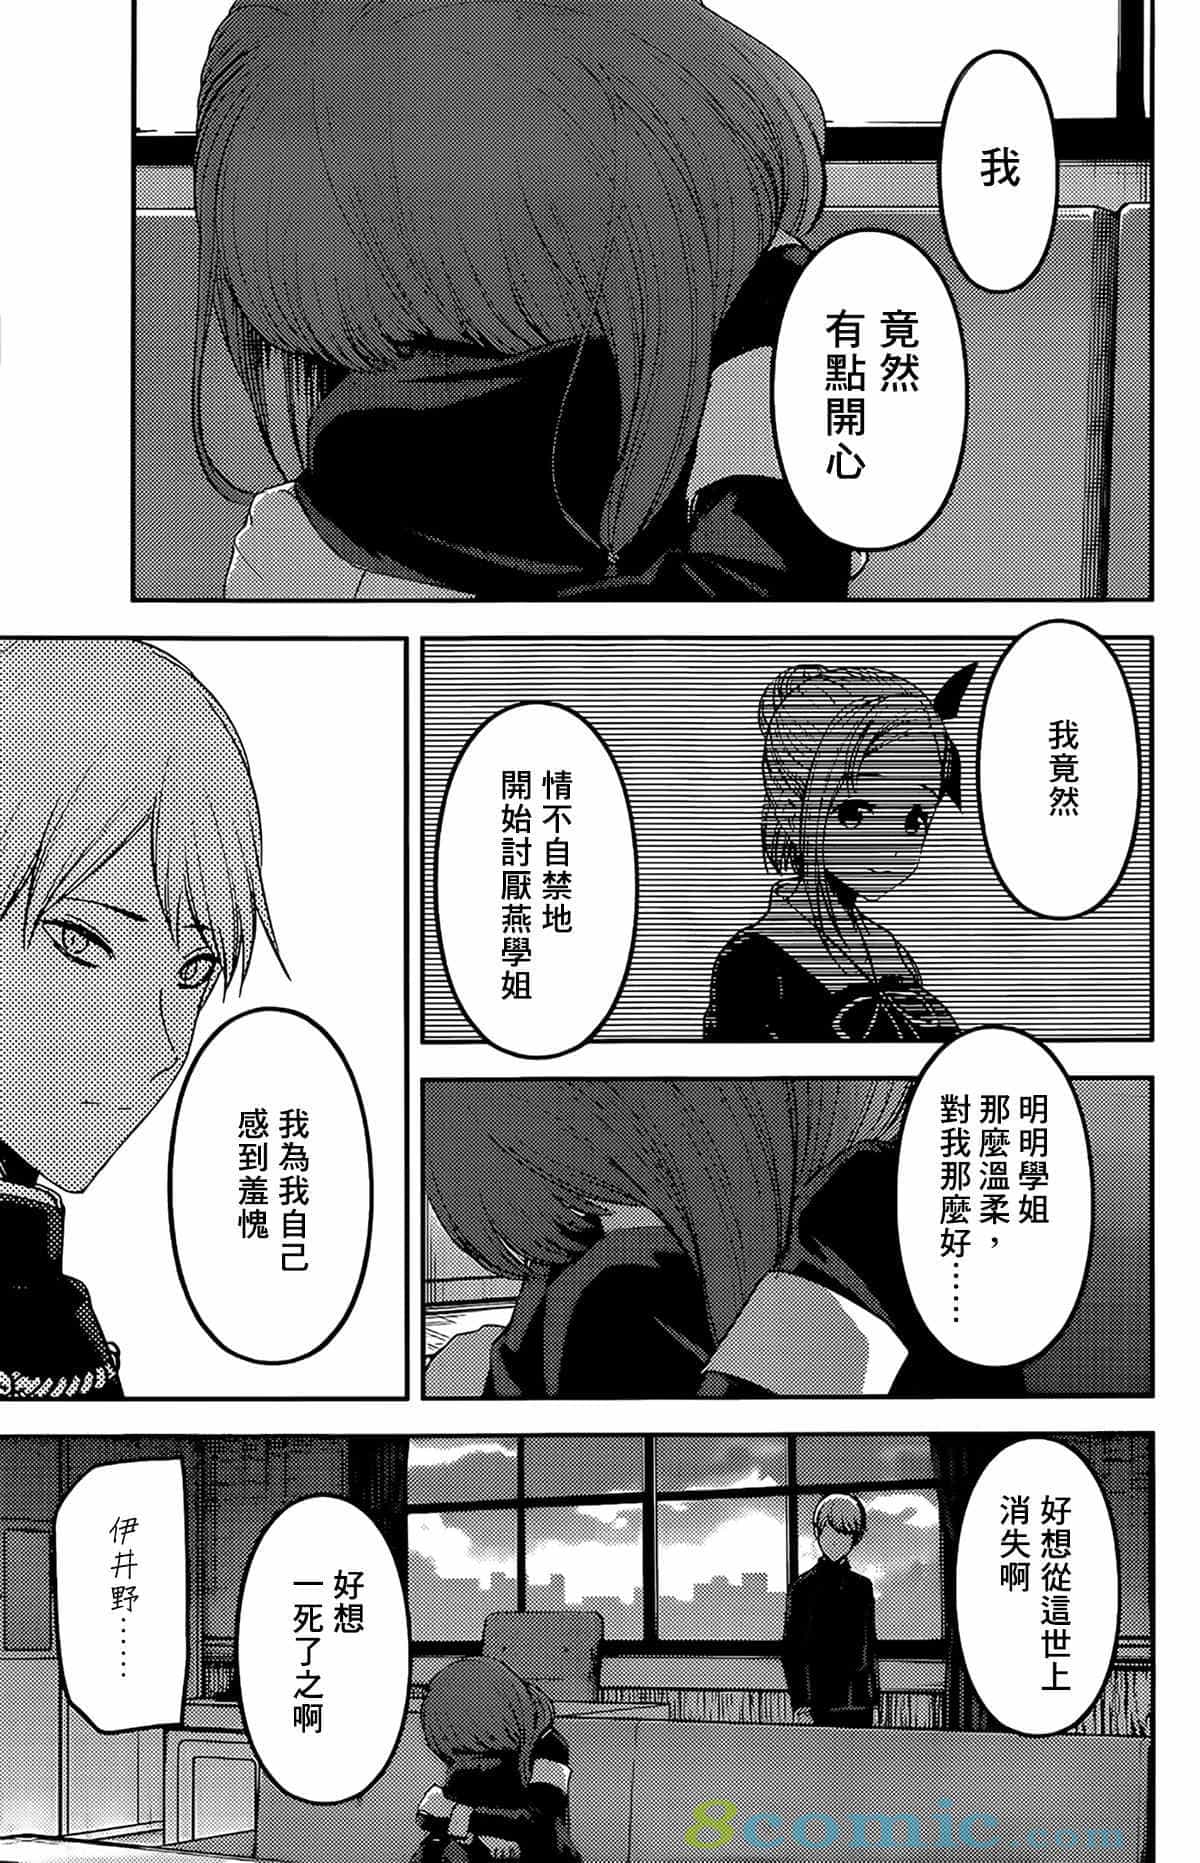 我
竟然
有點開心
我竟然
情不自禁地
開始討厭燕學姐
明明學姐
那麼溫柔，
對我那麼好……
我為我自己
感到羞愧
好想從這世上
消失啊
好想
一死了之啊
伊井野……
8comic.com